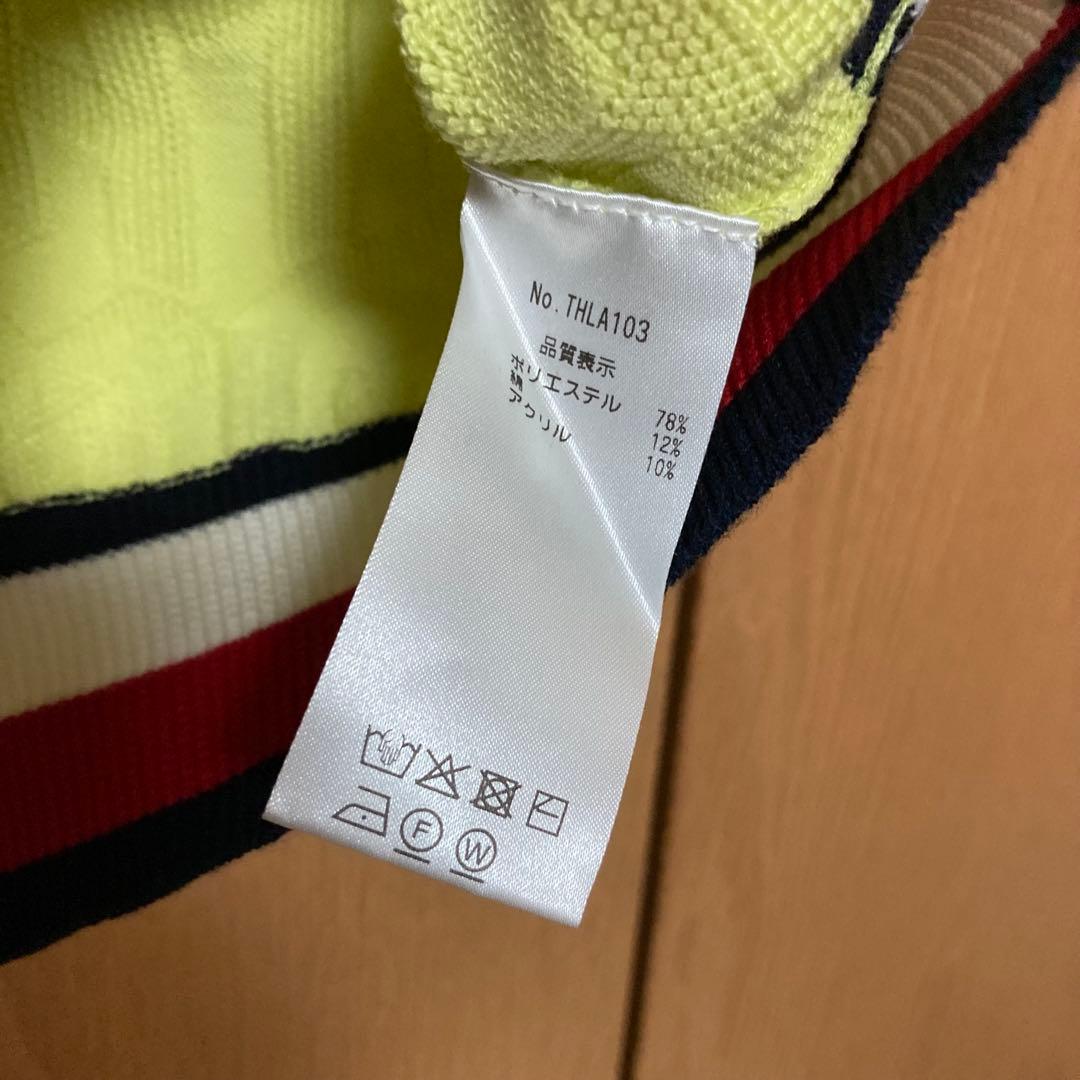 No.THLA103
品質表示
ポリエステル 78%
綿 12%
アクリル 10%
F
W